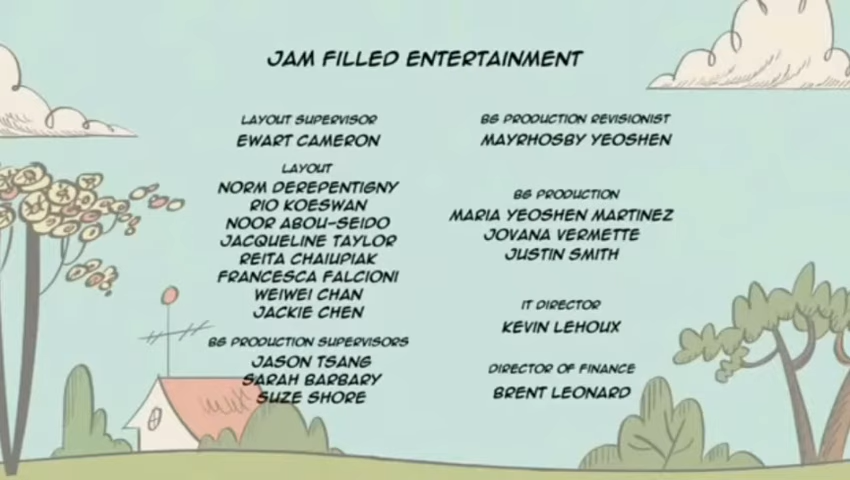 JAM FILLED ENTERTAINMENT
LAYOUT SUPERVISOR
EWART CAMERON
LAYOUT
NORM DEREPENTIGNY
RIO KOESWAN
NOOR ABOU-SEIDO
JACQUELINE TAYLOR
REITA CHAIUPIAK
FRANCESCA FALCIONI
WEIWEI CHAN
JACKIE CHEN
BG PRODUCTION SUPERVISORS
JASON TSANG
SARAH BARBARY
SUZE SHORE
BG PRODUCTION REVISIONIST
MAYRHOSBY YEOSHEN
BG PRODUCTION
MARIA YEOSHEN MARTINEZ
JOVANA VERMETTE
JUSTIN SMITH
IT DIRECTOR
KEVIN LEHOUX
DIRECTOR OF FINANCE
BRENT LEONARD